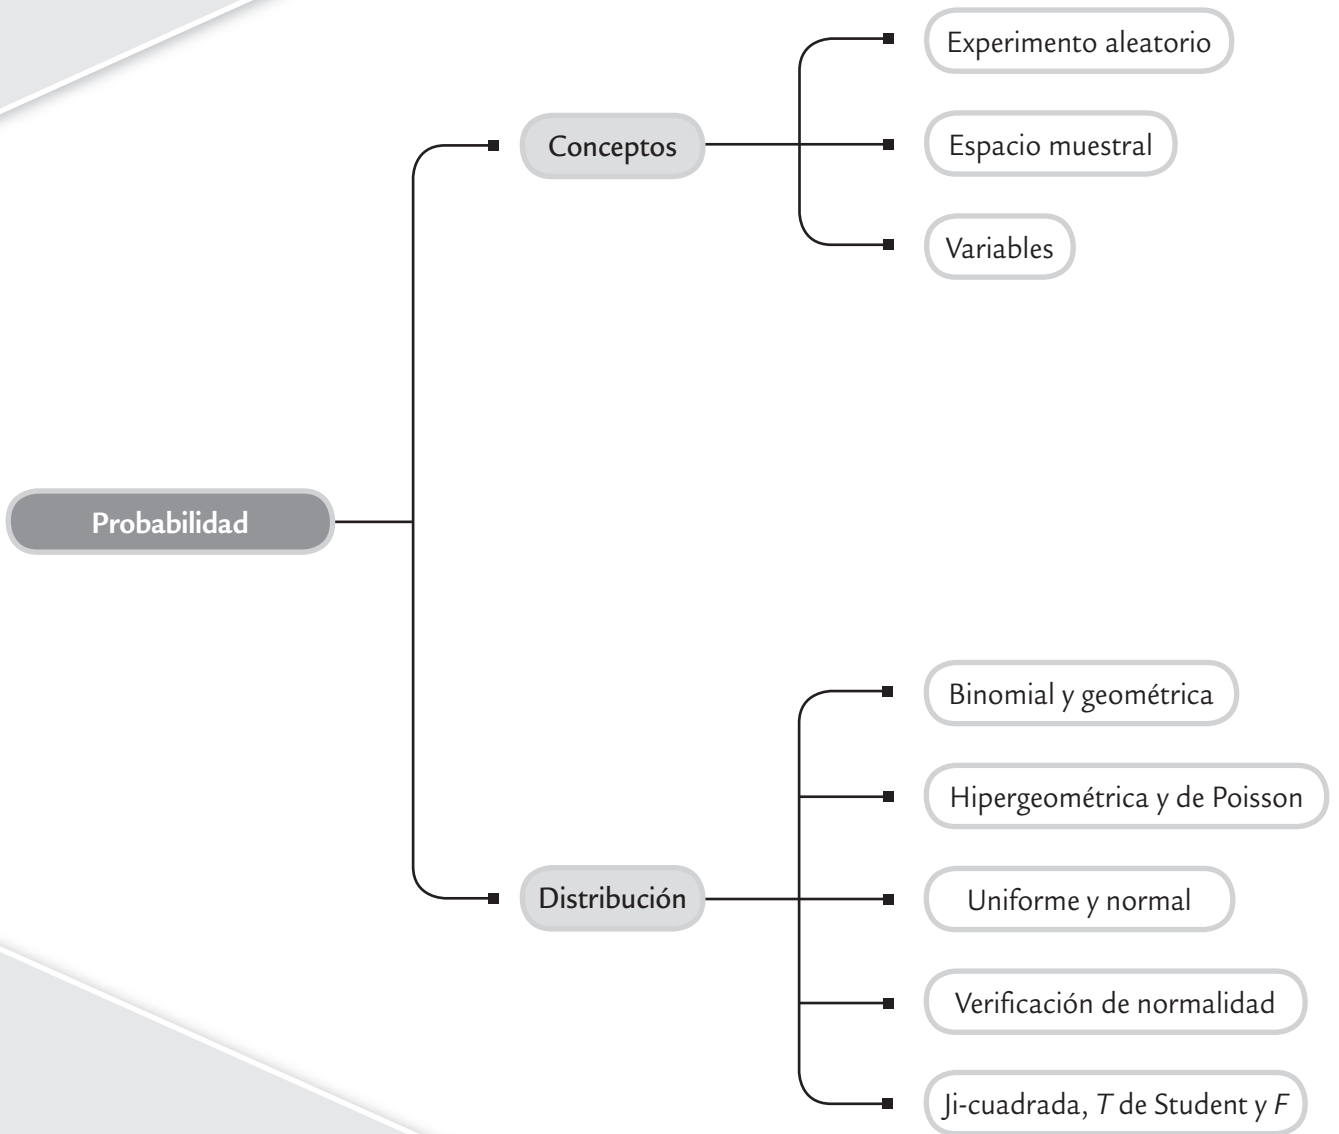 Experimento aleatorio
Conceptos
Espacio muestral
Variables
Probabilidad
Binomial y geométrica
Hipergeométrica y de Poisson
Distribución
Uniforme y normal
Verificación de normalidad
Ji-cuadrada, T de Student y F